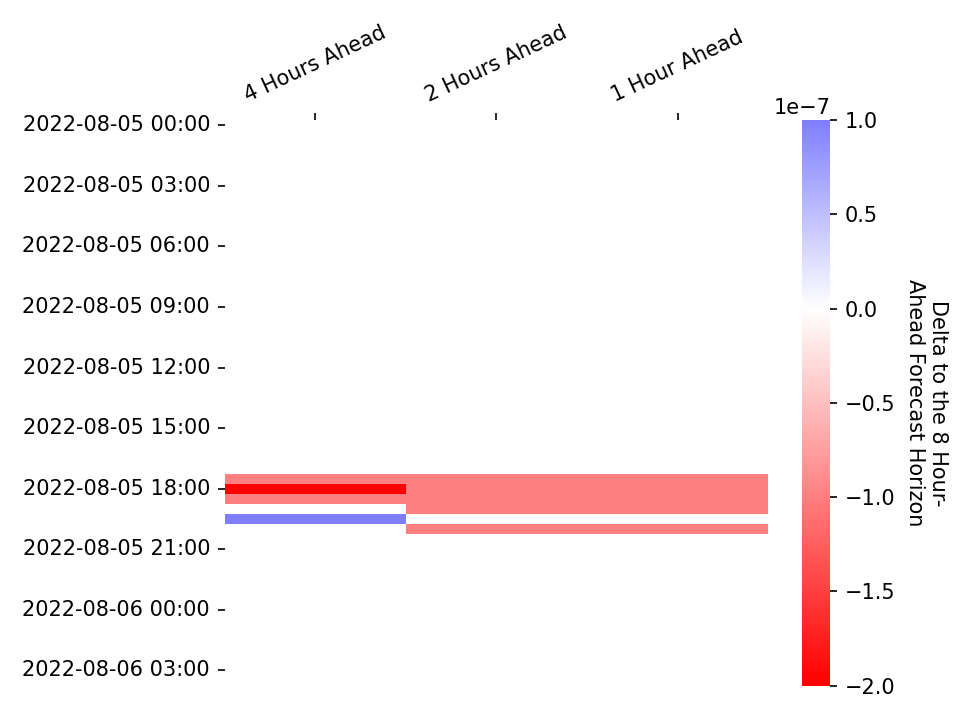 4 Hours Ahead
2 Hours Ahead
1 Hour Ahead
1e−7
2022-08-05 00:00
2022-08-05 03:00
2022-08-05 06:00
2022-08-05 09:00
2022-08-05 12:00
2022-08-05 15:00
2022-08-05 18:00
2022-08-05 21:00
2022-08-06 00:00
2022-08-06 03:00
1.0
0.5
0.0
−0.5
−1.0
−1.5
−2.0
Delta to the 8 Hour-
Ahead Forecast Horizon